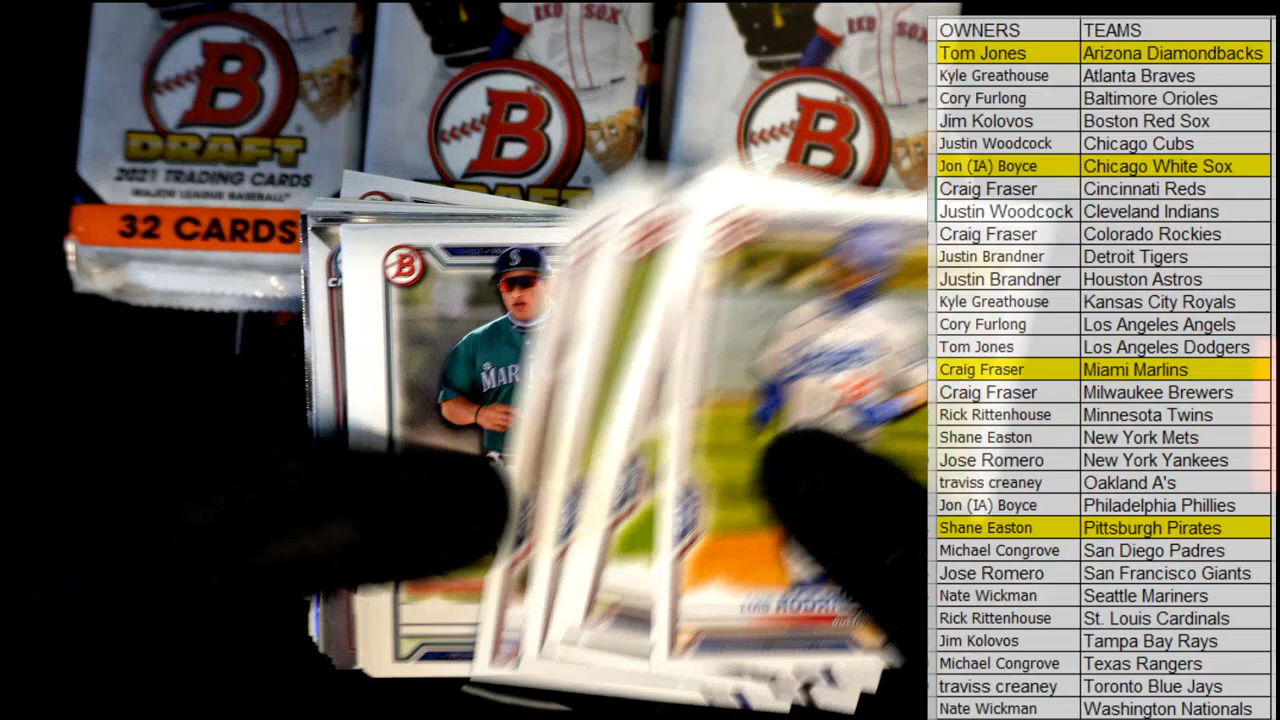 RED SOX
RED SOX
B
DRAFT
2021 TRADING CARDS
MAJOR LEAGUE BASEBALL
32 CARDS
B
B
B
S
MAR
OWNERS TEAMS
Tom Jones Arizona Diamondbacks
Kyle Greathouse Atlanta Braves
Cory Furlong Baltimore Orioles
Jim Kolovos Boston Red Sox
Justin Woodcock Chicago Cubs
Jon (IA) Boyce Chicago White Sox
Craig Fraser Cincinnati Reds
Justin Woodcock Cleveland Indians
Craig Fraser Colorado Rockies
Justin Brandner Detroit Tigers
Justin Brandner Houston Astros
Kyle Greathouse Kansas City Royals
Cory Furlong Los Angeles Angels
Tom Jones Los Angeles Dodgers
Craig Fraser Miami Marlins
Craig Fraser Milwaukee Brewers
Rick Rittenhouse Minnesota Twins
Shane Easton New York Mets
Jose Romero New York Yankees
traviss creaney Oakland A's
Jon (IA) Boyce Philadelphia Phillies
Shane Easton Pittsburgh Pirates
Michael Congrove San Diego Padres
Jose Romero San Francisco Giants
Nate Wickman Seattle Mariners
Rick Rittenhouse St. Louis Cardinals
Jim Kolovos Tampa Bay Rays
Michael Congrove Texas Rangers
traviss creaney Toronto Blue Jays
Nate Wickman Washington Nationals